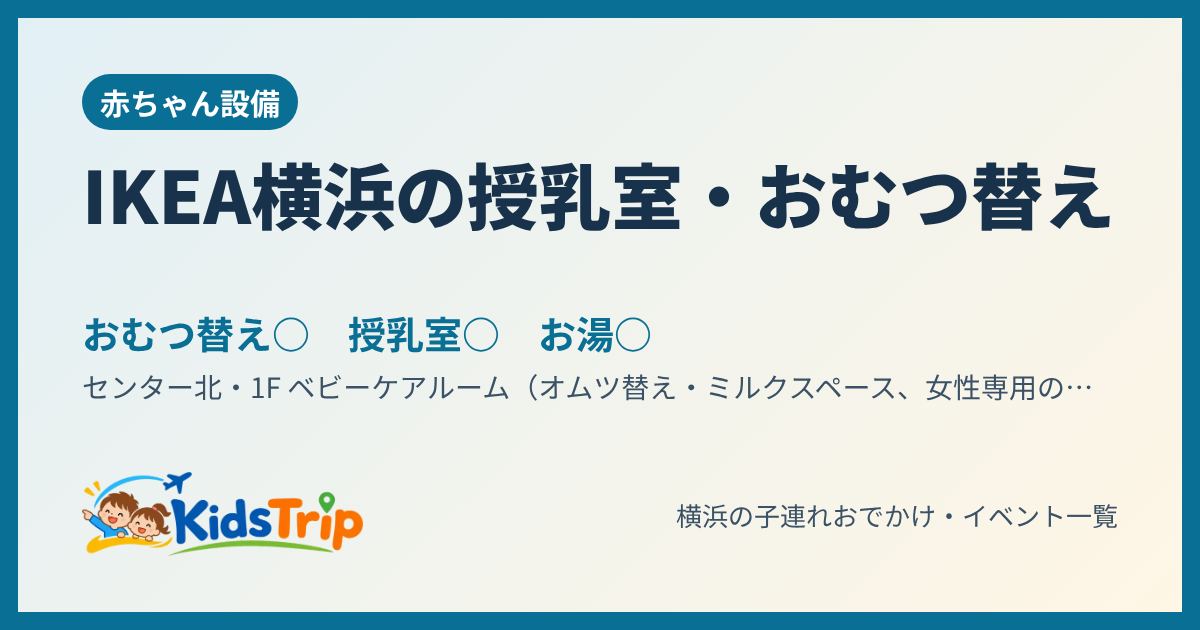 赤ちゃん設備
IKEA横浜の授乳室・おむつ替え
おむつ替え〇　授乳室〇　お湯〇
センター北・1F ベビーケアルーム（オムツ替え・ミルクスペース、女性専用の…
KidsTrip
横浜の子連れおでかけ・イベント一覧